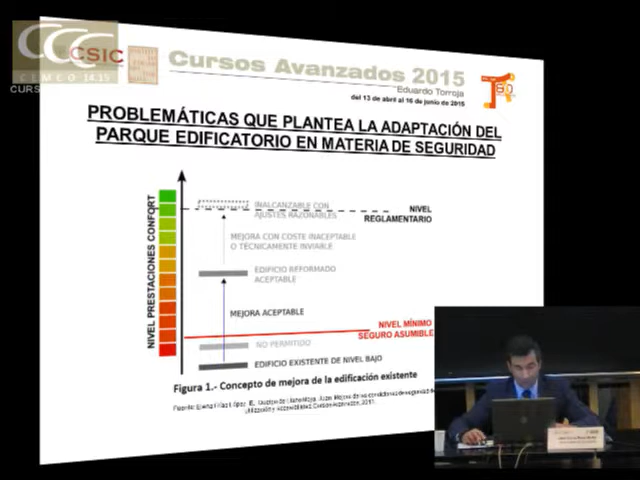 CSIC
CEMCO 14.15
CURS
Cursos Avanzados 2015
Eduardo Torroja
del 13 de abril al 16 de junio de 2015
PROBLEMÁTICAS QUE PLANTEA LA ADAPTACIÓN DEL
PARQUE EDIFICATORIO EN MATERIA DE SEGURIDAD
NIVEL PRESTACIONES CONFORT
INALCANZABLE CON
AJUSTES RAZONABLES
NIVEL
REGLAMENTARIO
MEJORA CON COSTE INACEPTABLE
O TÉCNICAMENTE INVIABLE
EDIFICIO REFORMADO
ACEPTABLE
MEJORA ACEPTABLE
NIVEL MÍNIMO
SEGURO ASUMIBLE
NO PERMITIDO
EDIFICIO EXISTENTE DE NIVEL BAJO
Figura 1.- Concepto de mejora de la edificación existente